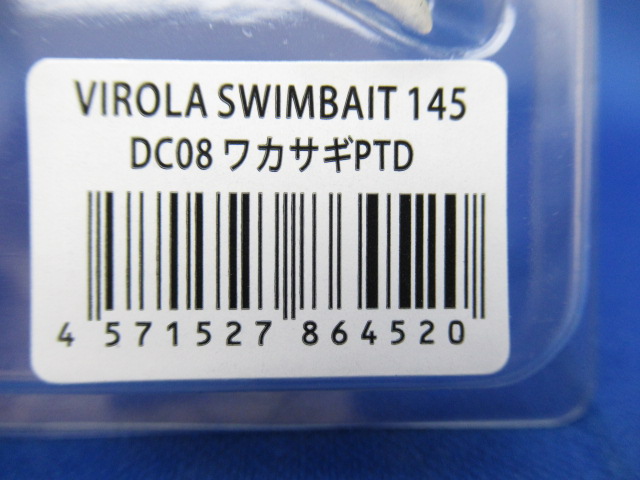 VIROLA SWIMBAIT 145
DC08 ワカサギPTD
4 571527 864520